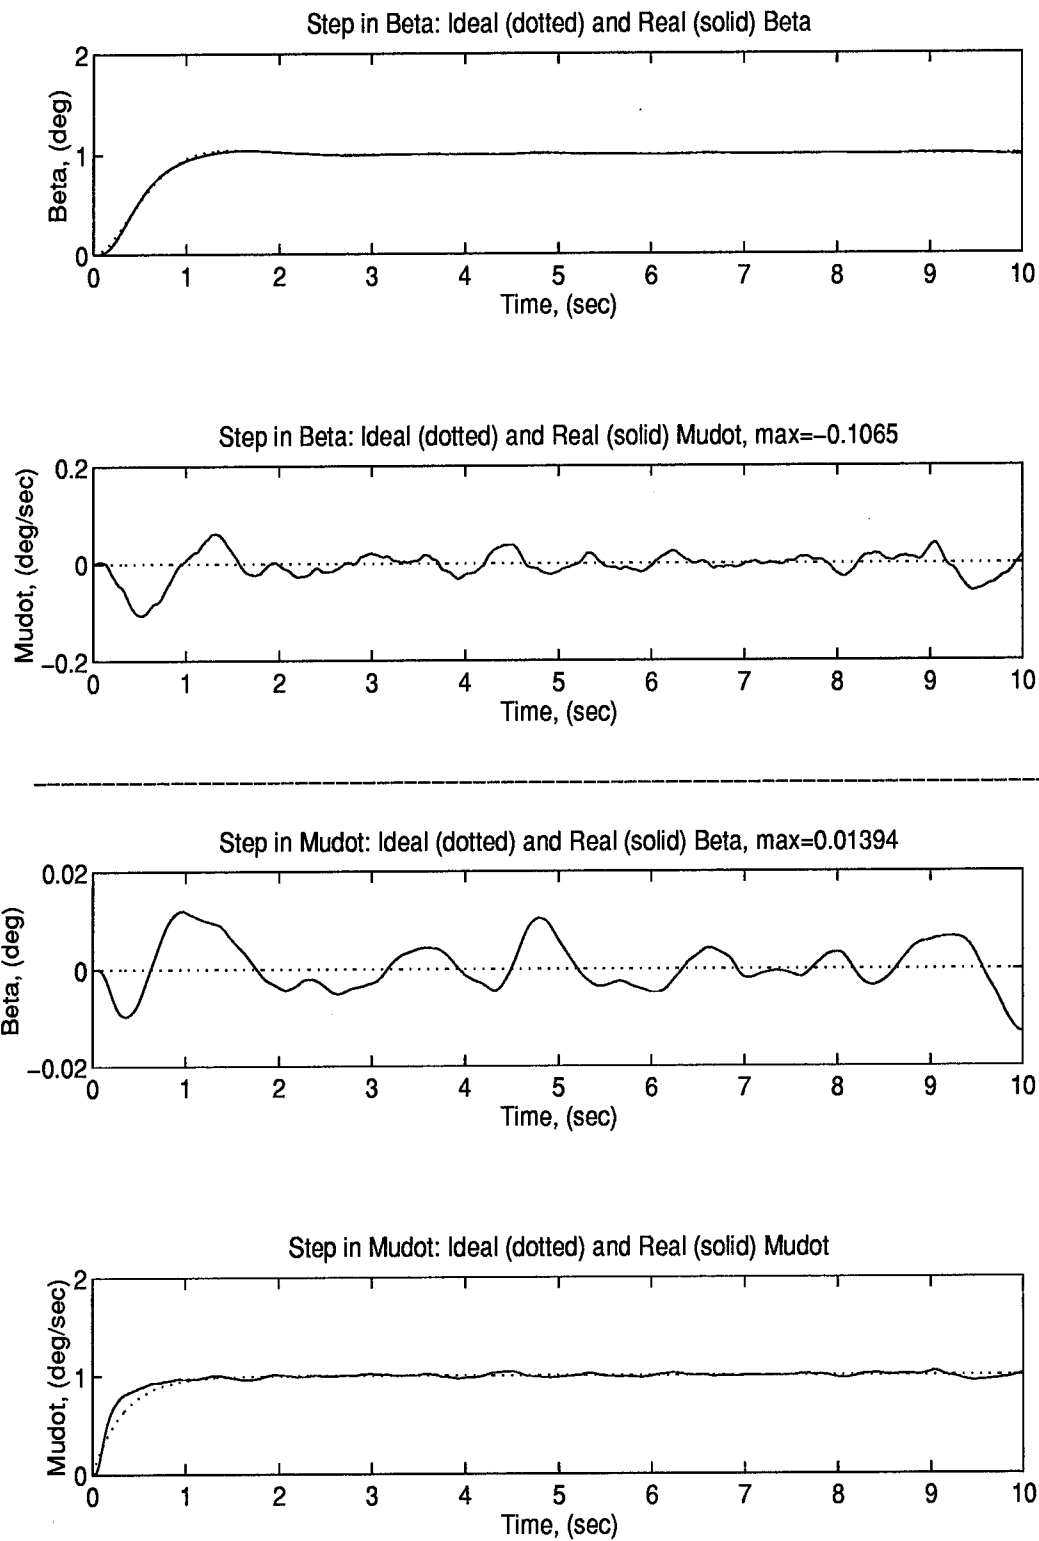 Step in Beta: Ideal (dotted) and Real (solid) Beta
2
1
0
Beta, (deg)
0 1 2 3 4 5 6 7 8 9 10
Time, (sec)
Step in Beta: Ideal (dotted) and Real (solid) Mudot, max=−0.1065
0.2
0
−0.2
Mudot, (deg/sec)
0 1 2 3 4 5 6 7 8 9 10
Time, (sec)
Step in Mudot: Ideal (dotted) and Real (solid) Beta, max=0.01394
0.02
0
−0.02
Beta, (deg)
0 1 2 3 4 5 6 7 8 9 10
Time, (sec)
Step in Mudot: Ideal (dotted) and Real (solid) Mudot
2
1
0
Mudot, (deg/sec)
0 1 2 3 4 5 6 7 8 9 10
Time, (sec)